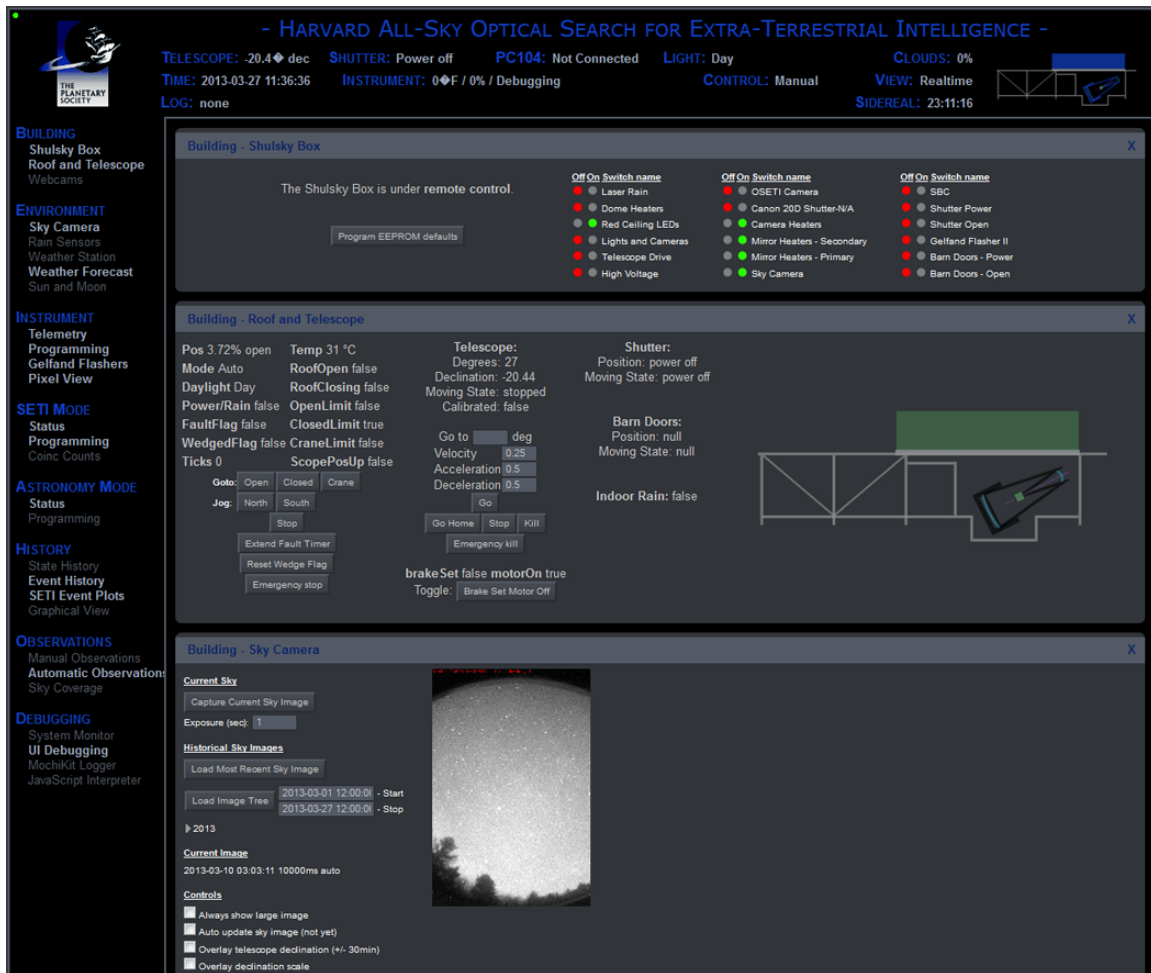 - Harvard All-Sky Optical Search for Extra-Terrestrial Intelligence -
Telescope: -20.4� dec Shutter: Power off PC104: Not Connected Light: Day Clouds: 0%
Time: 2013-03-27 11:36:36 Instrument: 0�F / 0% / Debugging Control: Manual View: Realtime
Log: none Sidereal: 23:11:16
THE
PLANETARY
SOCIETY
Building
Shulsky Box
Roof and Telescope
Webcams
Environment
Sky Camera
Rain Sensors
Weather Station
Weather Forecast
Sun and Moon
Instrument
Telemetry
Programming
Gelfand Flashers
Pixel View
SETI Mode
Status
Programming
Coinc Counts
Astronomy Mode
Status
Programming
History
State History
Event History
SETI Event Plots
Graphical View
Observations
Manual Observations
Automatic Observations
Sky Coverage
Debugging
System Monitor
UI Debugging
MochiKit Logger
JavaScript Interpreter
Building - Shulsky Box X
The Shulsky Box is under remote control.
Program EEPROM defaults
Off On Switch name
Laser Rain
Dome Heaters
Red Ceiling LEDs
Lights and Cameras
Telescope Drive
High Voltage
Off On Switch name
OSETI Camera
Canon 20D Shutter-N/A
Camera Heaters
Mirror Heaters - Secondary
Mirror Heaters - Primary
Sky Camera
Off On Switch name
SBC
Shutter Power
Shutter Open
Gelfand Flasher II
Barn Doors - Power
Barn Doors - Open
Building - Roof and Telescope X
Pos 3.72% open Temp 31 °C
Mode Auto RoofOpen false
Daylight Day RoofClosing false
Power/Rain false OpenLimit false
FaultFlag false ClosedLimit true
WedgedFlag false CraneLimit false
Ticks 0 ScopePosUp false
Goto: Open Closed Crane
Jog: North South
Stop
Extend Fault Timer
Reset Wedge Flag
Emergency stop
Telescope:
Degrees: 27
Declination: -20.44
Moving State: stopped
Calibrated: false
Go to deg
Velocity 0.25
Acceleration 0.5
Deceleration 0.5
Go
Go Home Stop Kill
Emergency kill
brakeSet false motorOn true
Toggle: Brake Set Motor Off
Shutter:
Position: power off
Moving State: power off
Barn Doors:
Position: null
Moving State: null
Indoor Rain: false
Building - Sky Camera X
Current Sky
Capture Current Sky Image
Exposure (sec): 1
Historical Sky Images
Load Most Recent Sky Image
Load Image Tree
2013-03-01 12:00:0 - Start
2013-03-27 12:00:0 - Stop
2013
Current Image
2013-03-10 03:03:11 10000ms auto
Controls
Always show large image
Auto update sky image (not yet)
Overlay telescope declination (+/- 30min)
Overlay declination scale